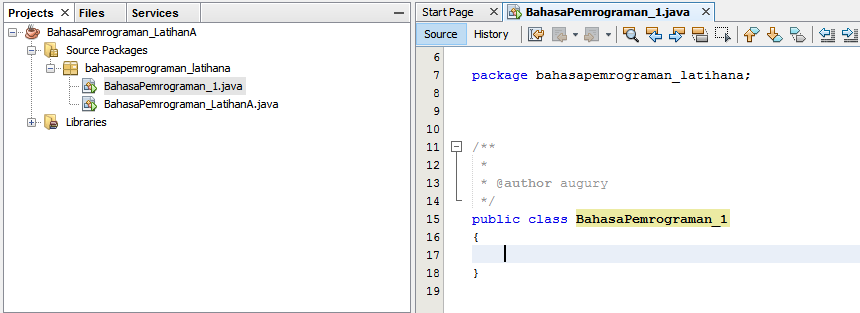 Projects Files Services
BahasaPemrograman_LatihanA
Source Packages
bahasapemrograman_latihana
BahasaPemrograman_1.java
BahasaPemrograman_LatihanA.java
Libraries
Start Page BahasaPemrograman_1.java
Source History
6
7 package bahasapemrograman_latihana;
8
9
10
11 /**
12 *
13 * @author augury
14 */
15 public class BahasaPemrograman_1
16 {
17
18 }
19